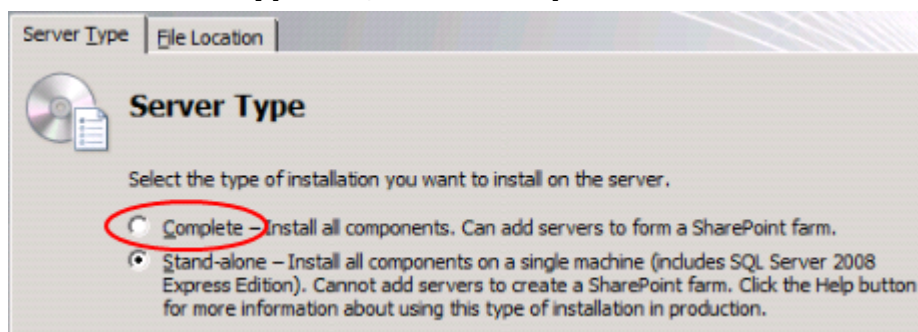 Server Type File Location
Server Type
Select the type of installation you want to install on the server.
Complete – Install all components. Can add servers to form a SharePoint farm.
Stand-alone – Install all components on a single machine (includes SQL Server 2008
Express Edition). Cannot add servers to create a SharePoint farm. Click the Help button
for more information about using this type of installation in production.